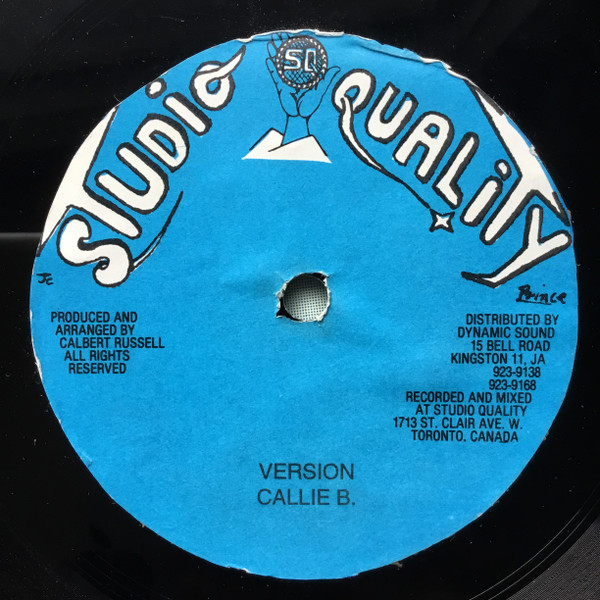 STUDIO QUALITY
SQ
JC
Prince
PRODUCED AND
ARRANGED BY
CALBERT RUSSELL
ALL RIGHTS
RESERVED
DISTRIBUTED BY
DYNAMIC SOUND
15 BELL ROAD
KINGSTON 11, JA
923-9138
923-9168
RECORDED AND MIXED
AT STUDIO QUALITY
1713 ST. CLAIR AVE. W.
TORONTO. CANADA
VERSION
CALLIE B.